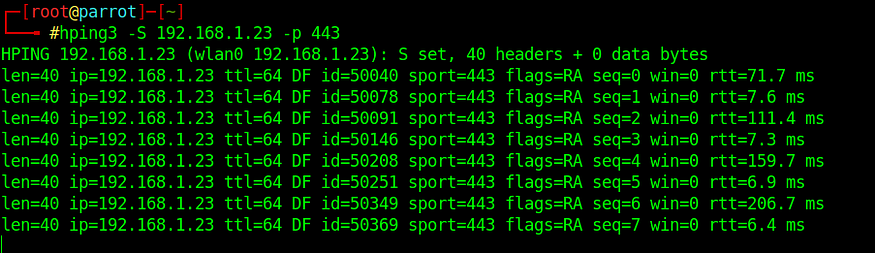 ┌─[root@parrot]─[~]
└──╼ #hping3 -S 192.168.1.23 -p 443
HPING 192.168.1.23 (wlan0 192.168.1.23): S set, 40 headers + 0 data bytes
len=40 ip=192.168.1.23 ttl=64 DF id=50040 sport=443 flags=RA seq=0 win=0 rtt=71.7 ms
len=40 ip=192.168.1.23 ttl=64 DF id=50078 sport=443 flags=RA seq=1 win=0 rtt=7.6 ms
len=40 ip=192.168.1.23 ttl=64 DF id=50091 sport=443 flags=RA seq=2 win=0 rtt=111.4 ms
len=40 ip=192.168.1.23 ttl=64 DF id=50146 sport=443 flags=RA seq=3 win=0 rtt=7.3 ms
len=40 ip=192.168.1.23 ttl=64 DF id=50208 sport=443 flags=RA seq=4 win=0 rtt=159.7 ms
len=40 ip=192.168.1.23 ttl=64 DF id=50251 sport=443 flags=RA seq=5 win=0 rtt=6.9 ms
len=40 ip=192.168.1.23 ttl=64 DF id=50349 sport=443 flags=RA seq=6 win=0 rtt=206.7 ms
len=40 ip=192.168.1.23 ttl=64 DF id=50369 sport=443 flags=RA seq=7 win=0 rtt=6.4 ms